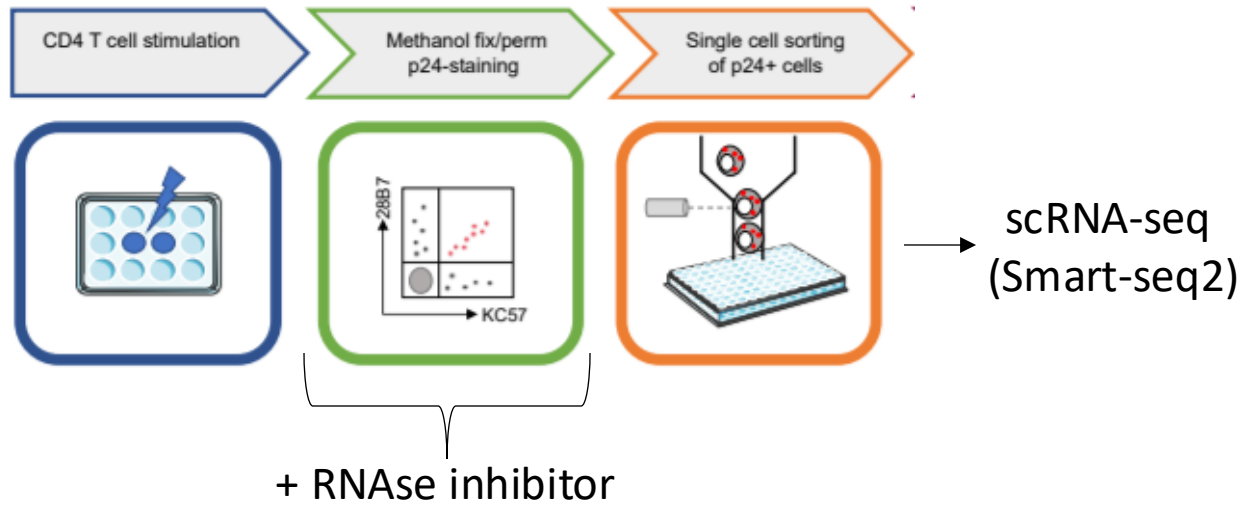 CD4 T cell stimulation
Methanol fix/perm
p24-staining
Single cell sorting
of p24+ cells
28B7
KC57
scRNA-seq
(Smart-seq2)
+ RNAse inhibitor